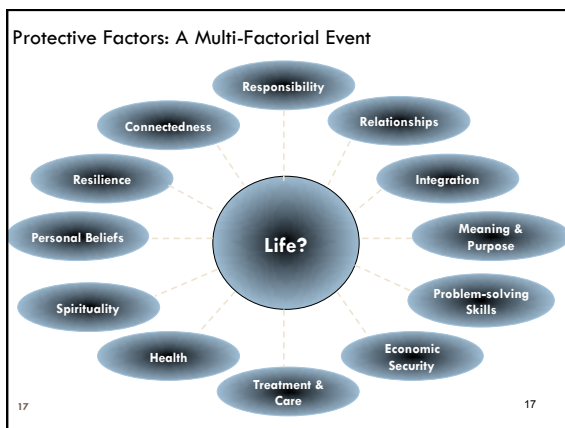 Protective Factors: A Multi-Factorial Event
Responsibility
Connectedness
Relationships
Resilience
Integration
Personal Beliefs
Life?
Meaning &
Purpose
Spirituality
Problem-solving
Skills
Health
Economic
Security
Treatment &
Care
17
17